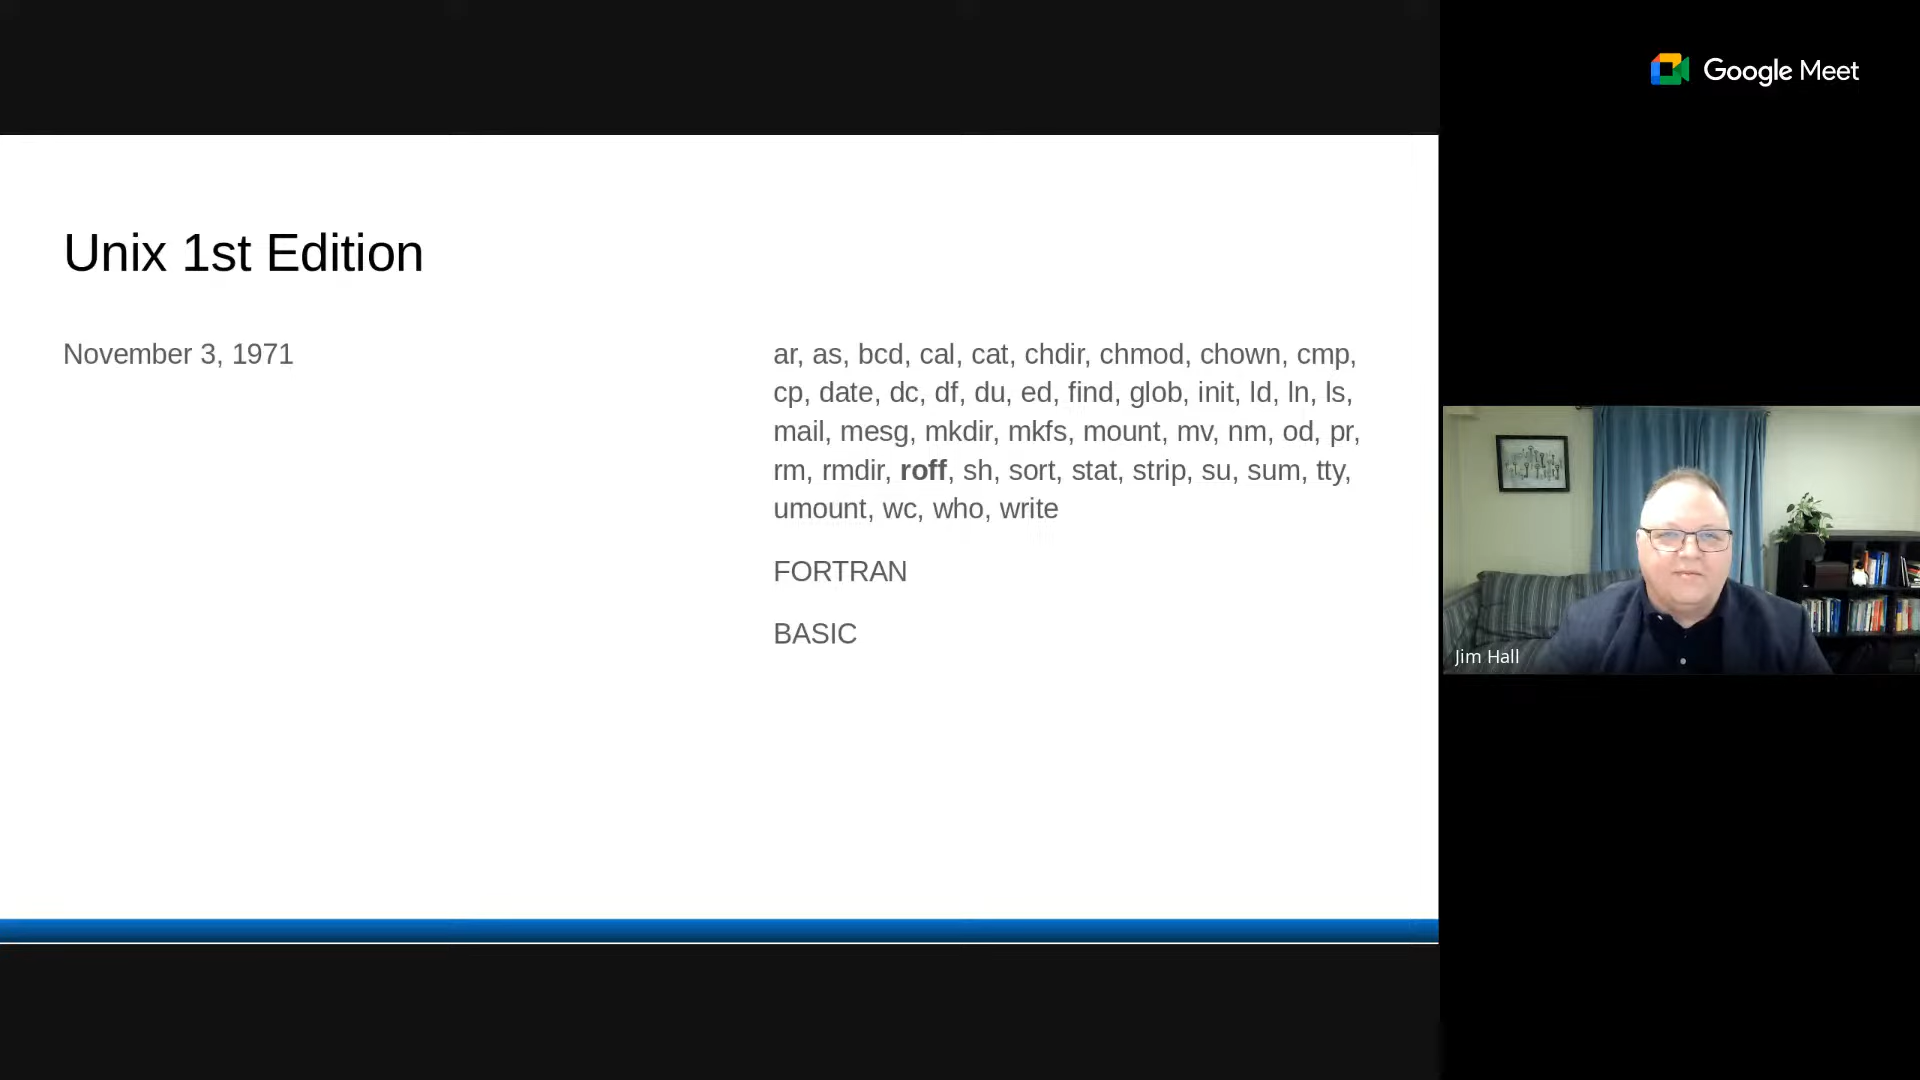 Google Meet
Unix 1st Edition
November 3, 1971
ar, as, bcd, cal, cat, chdir, chmod, chown, cmp,
cp, date, dc, df, du, ed, find, glob, init, ld, ln, ls,
mail, mesg, mkdir, mkfs, mount, mv, nm, od, pr,
rm, rmdir, roff, sh, sort, stat, strip, su, sum, tty,
umount, wc, who, write
FORTRAN
BASIC
Jim Hall